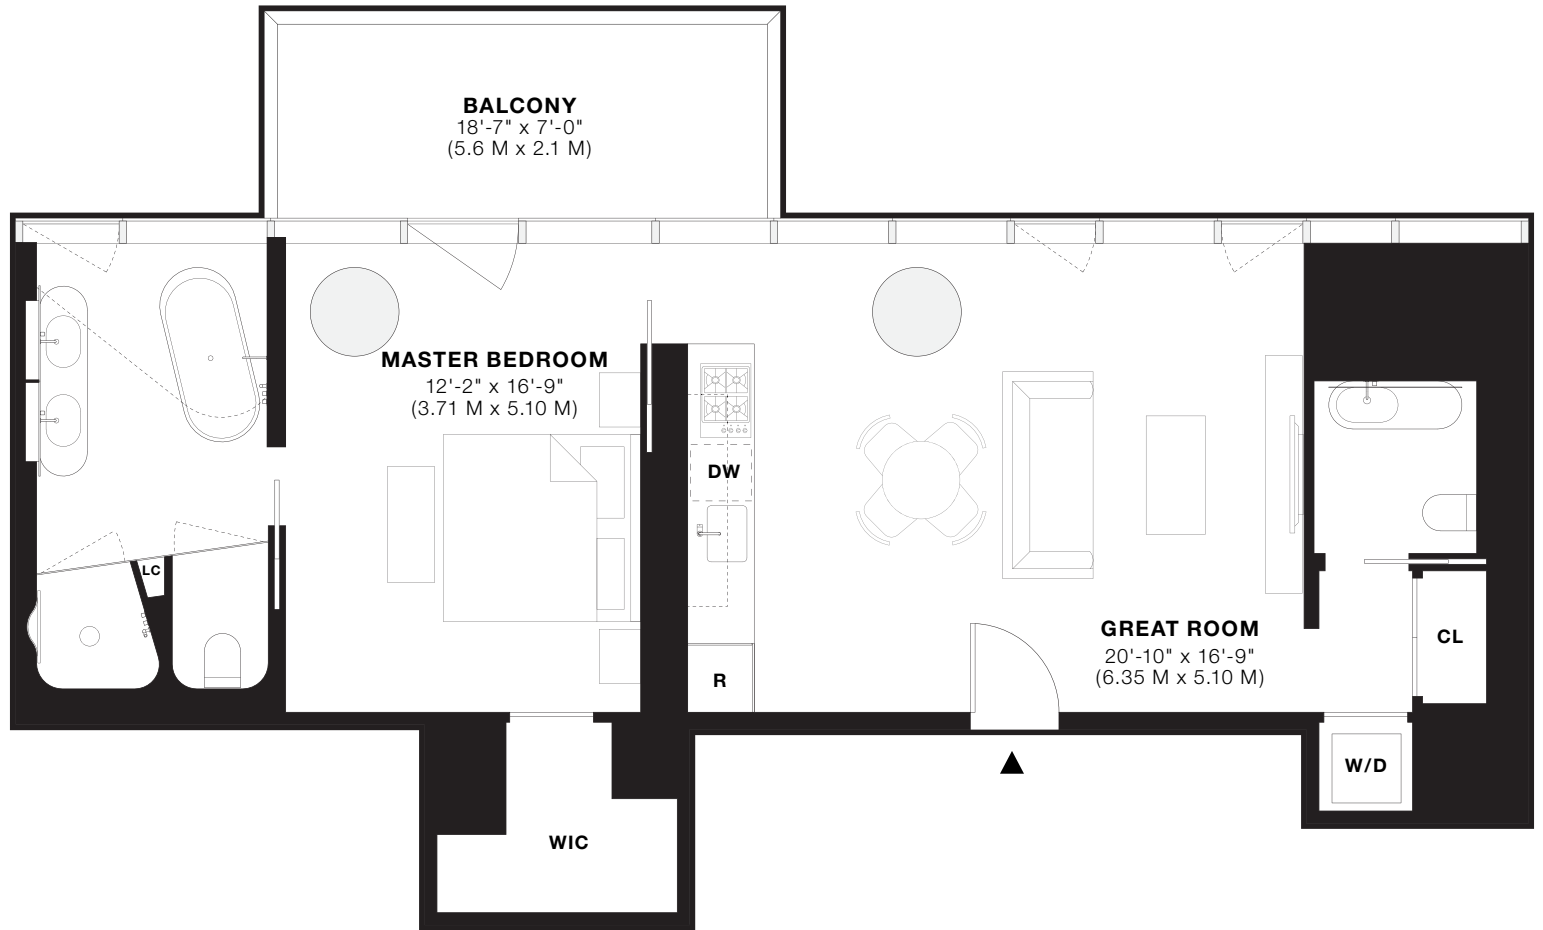 BALCONY
18'-7" x 7'-0"
(5.6 M x 2.1 M)
MASTER BEDROOM
12'-2" x 16'-9"
(3.71 M x 5.10 M)
DW
LC
GREAT ROOM
20'-10" x 16'-9"
(6.35 M x 5.10 M)
CL
R
W/D
WIC